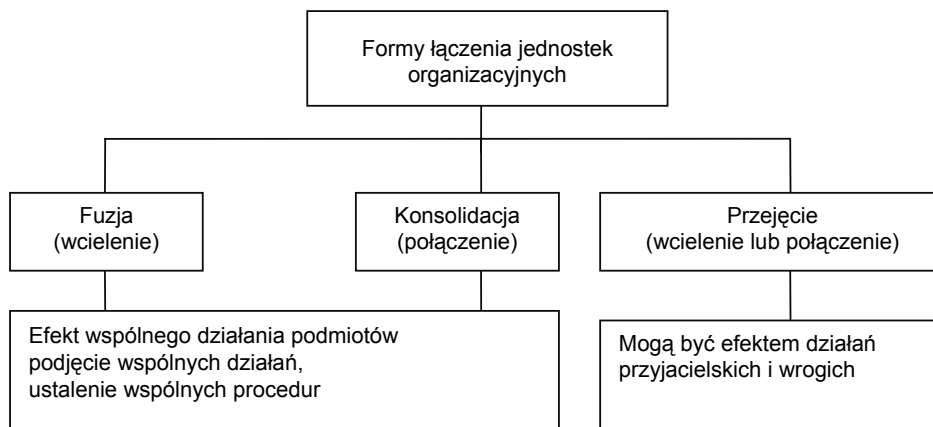 Formy łączenia jednostek
organizacyjnych
Fuzja
(wcielenie)
Konsolidacja
(połączenie)
Przejęcie
(wcielenie lub połączenie)
Efekt wspólnego działania podmiotów
podjęcie wspólnych działań,
ustalenie wspólnych procedur
Mogą być efektem działań
przyjacielskich i wrogich